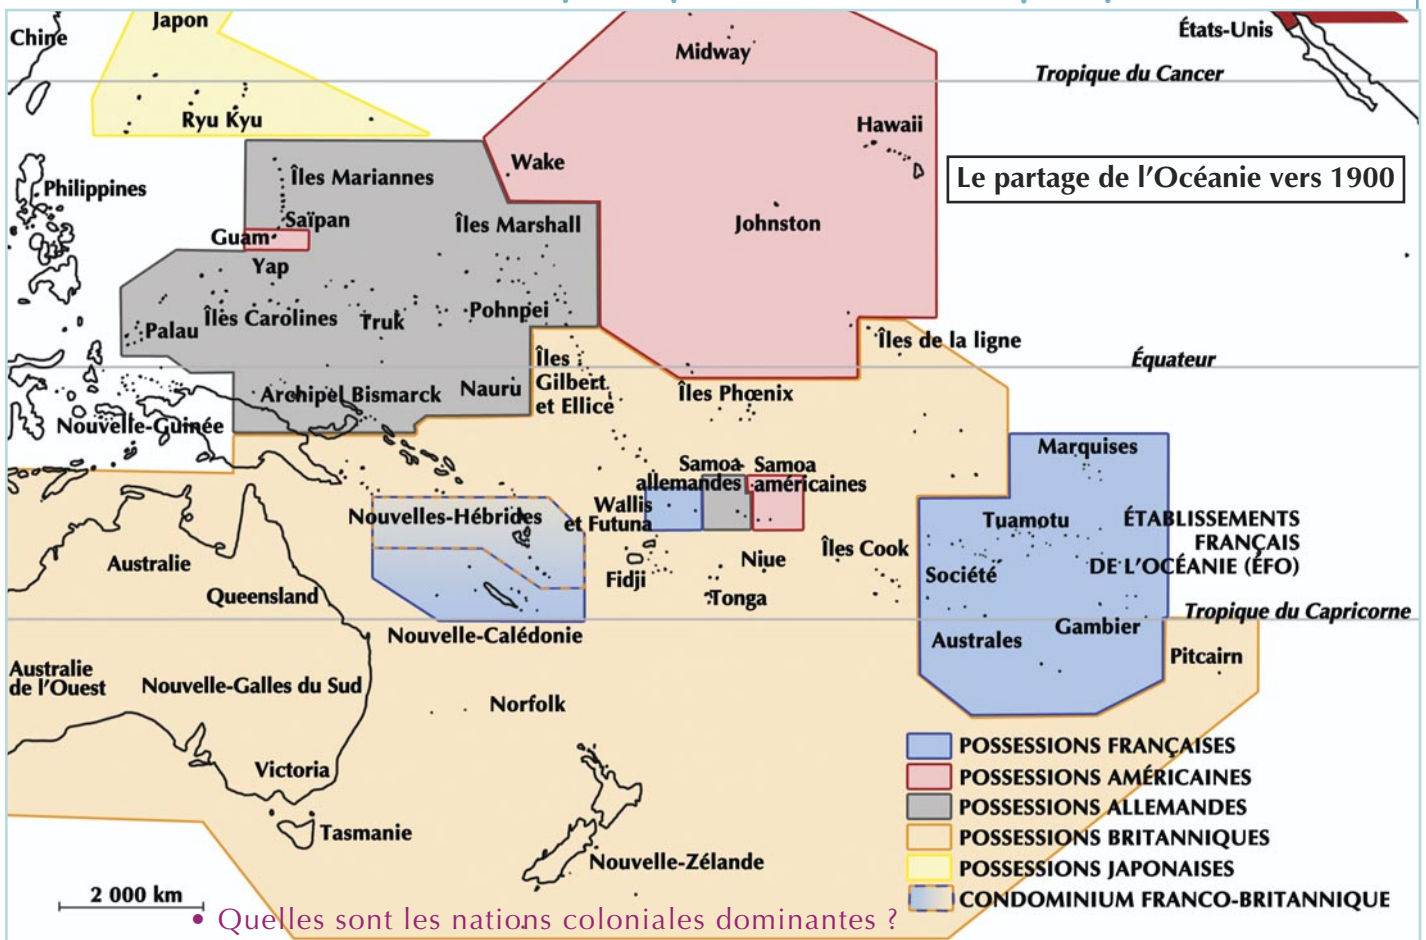 Japon
Chine
Midway
États-Unis
Tropique du Cancer
Ryu Kyu
Hawaii
Wake
Le partage de l'Océanie vers 1900
Philippines
Îles Mariannes
Saïpan
Îles Marshall
Johnston
Guam
Yap
Îles Carolines
Truk
Pohnpei
Palau
Îles de la ligne
Équateur
Îles
Gilbert
et Ellice
Archipel Bismarck
Nauru
Îles Phœnix
Nouvelle-Guinée
Marquises
Samoa
allemandes
Samoa
américaines
Wallis
et Futuna
Nouvelles-Hébrides
Tuamotu
ÉTABLISSEMENTS
FRANÇAIS
DE L'OCÉANIE (ÉFO)
Îles Cook
Niue
Australie
Fidji
Société
Queensland
Tonga
Tropique du Capricorne
Nouvelle-Calédonie
Gambier
Australes
Pitcairn
Australie
de l'Ouest
Nouvelle-Galles du Sud
Norfolk
Victoria
Tasmanie
Nouvelle-Zélande
POSSESSIONS FRANÇAISES
POSSESSIONS AMÉRICAINES
POSSESSIONS ALLEMANDES
POSSESSIONS BRITANNIQUES
POSSESSIONS JAPONAISES
CONDOMINIUM FRANCO-BRITANNIQUE
2 000 km
• Quelles sont les nations coloniales dominantes ?